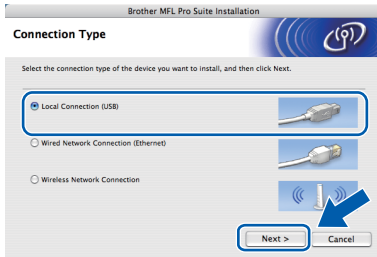 Brother MFL Pro Suite Installation
Connection Type
Select the connection type of the device you want to install, and then click Next.
Local Connection (USB)
Wired Network Connection (Ethernet)
Wireless Network Connection
Next >
Cancel